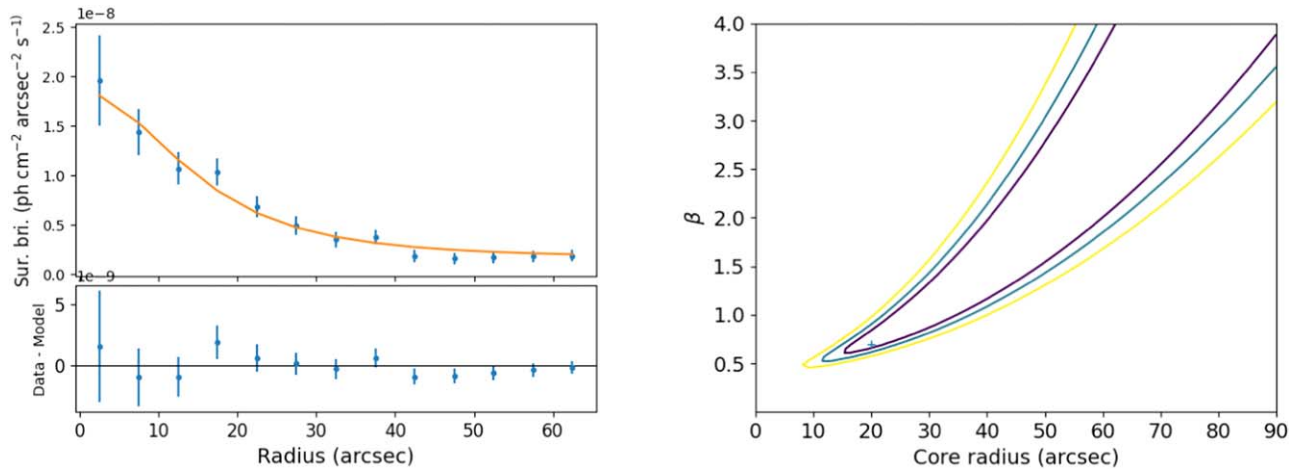 1e−8
Sur. bri. (ph cm⁻² arcsec⁻² s⁻¹)
2.5
2.0
1.5
1.0
0.5
0.0
1e−9
Data - Model
5
0
0 10 20 30 40 50 60
Radius (arcsec)
β
4.0
3.5
3.0
2.5
2.0
1.5
1.0
0.5
0 10 20 30 40 50 60 70 80 90
Core radius (arcsec)